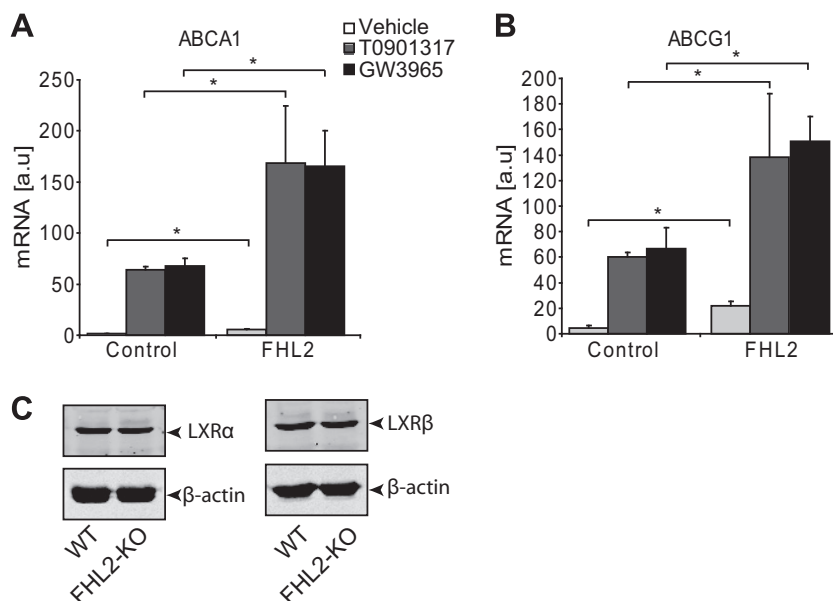 A
ABCA1
Vehicle
T0901317
GW3965
mRNA [a.u]
250
200
150
100
50
0
*
*
*
Control
FHL2
B
ABCG1
mRNA [a.u]
200
180
160
140
120
100
80
60
40
20
0
*
*
*
Control
FHL2
C
LXRα
β-actin
WT
FHL2-KO
LXRβ
β-actin
WT
FHL2-KO